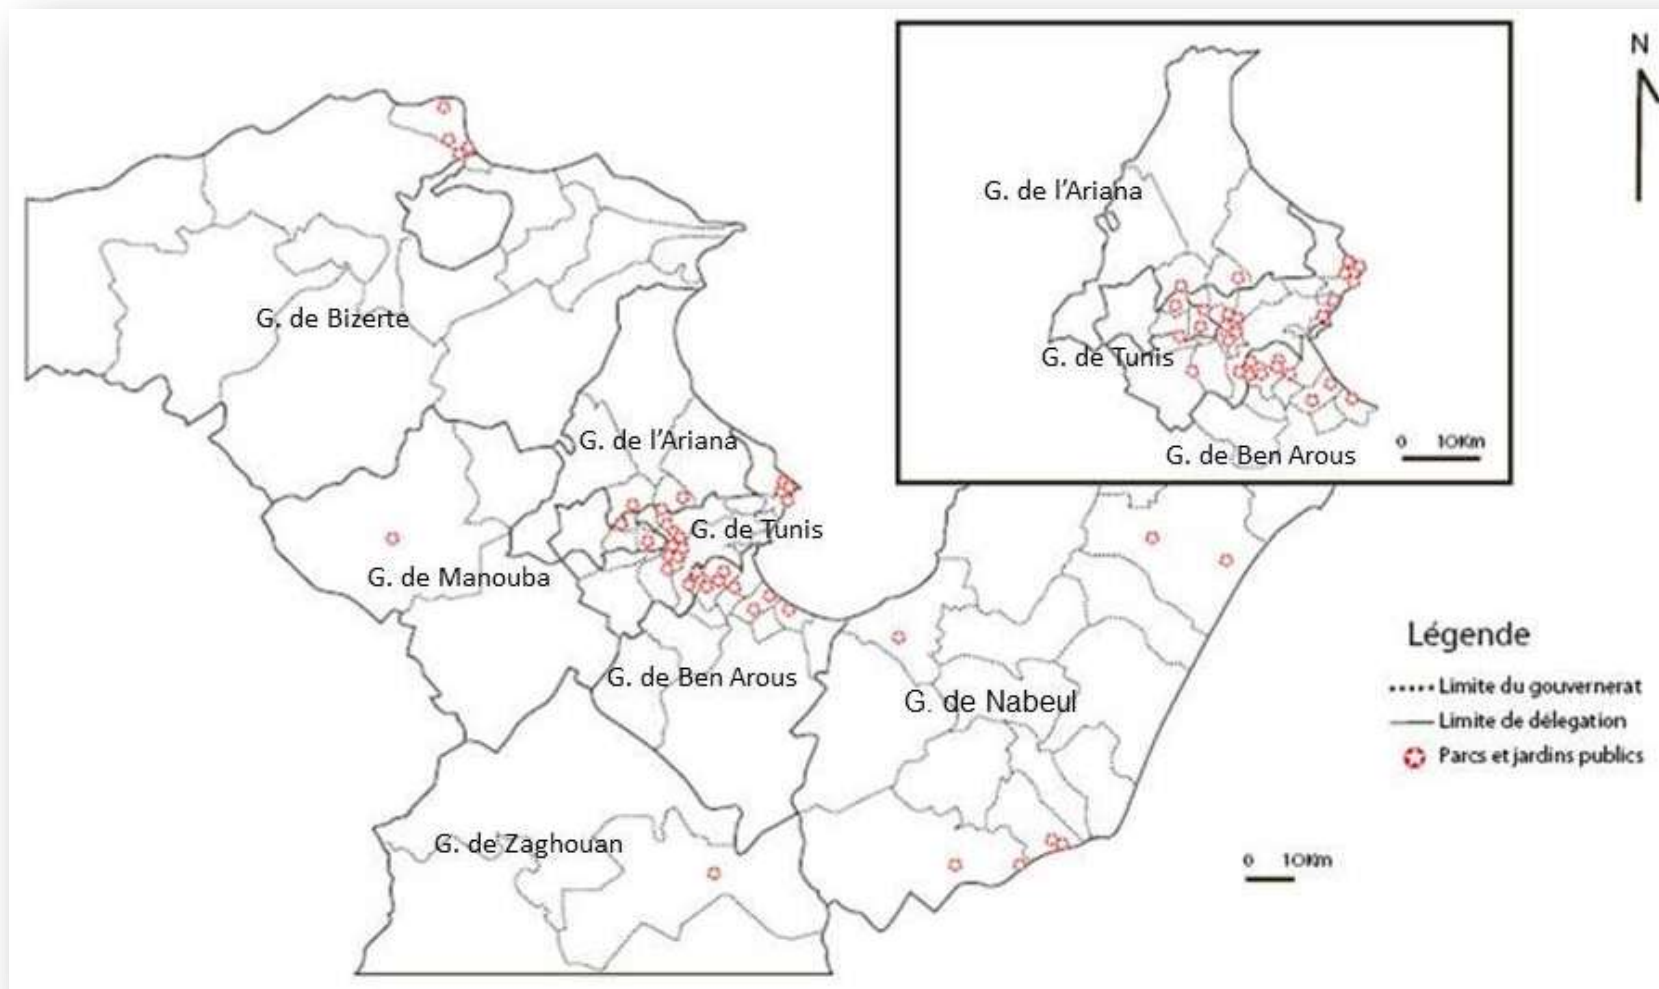 N
G. de l'Ariana
G. de Tunis
G. de Ben Arous
0 10Km
G. de Bizerte
G. de l'Ariana
G. de Tunis
G. de Manouba
G. de Ben Arous
G. de Nabeul
G. de Zaghouan
Légende
Limite du gouvernerat
Limite de délegation
Parcs et jardins publics
0 10Km